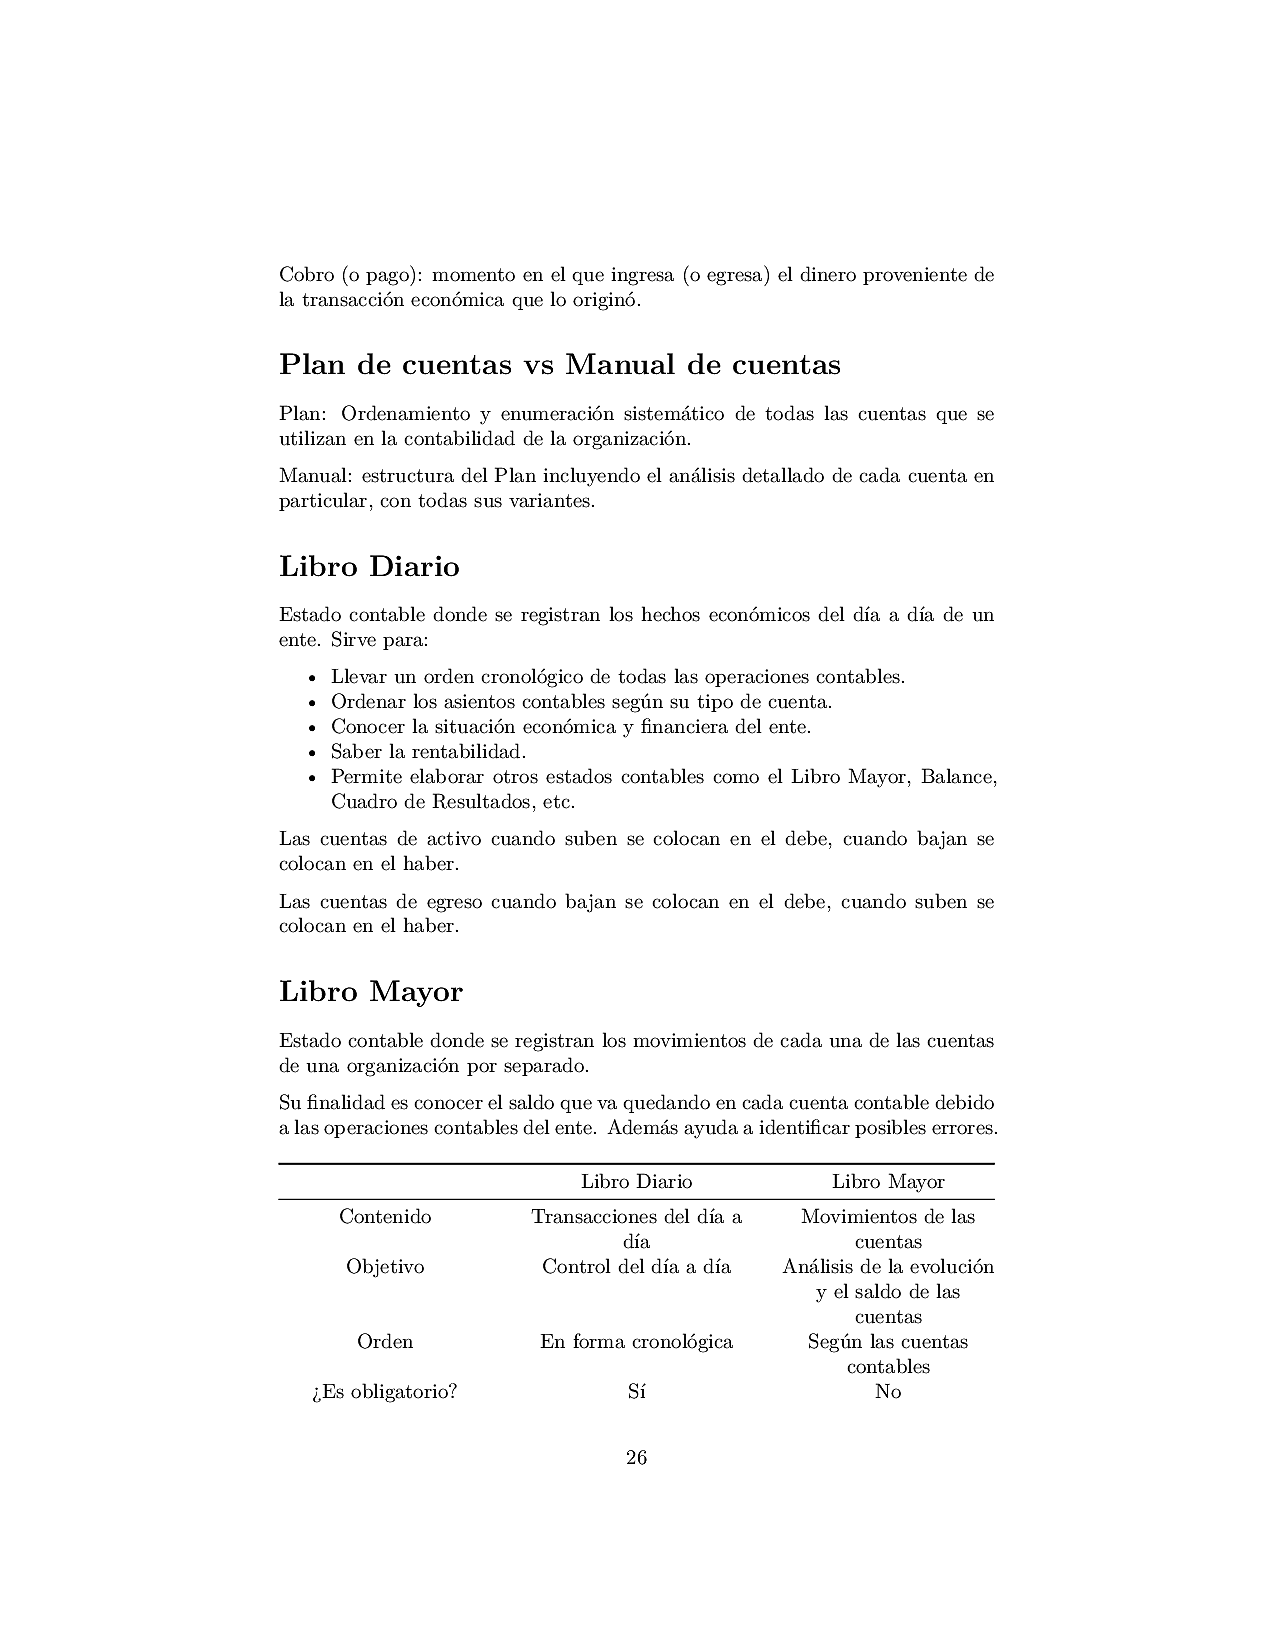 Cobro (o pago): momento en el que ingresa (o egresa) el dinero proveniente de
la transacción económica que lo originó.
Plan de cuentas vs Manual de cuentas
Plan: Ordenamiento y enumeración sistemático de todas las cuentas que se
utilizan en la contabilidad de la organización.
Manual: estructura del Plan incluyendo el análisis detallado de cada cuenta en
particular, con todas sus variantes.
Libro Diario
Estado contable donde se registran los hechos económicos del día a día de un
ente. Sirve para:
• Llevar un orden cronológico de todas las operaciones contables.
• Ordenar los asientos contables según su tipo de cuenta.
• Conocer la situación económica y financiera del ente.
• Saber la rentabilidad.
• Permite elaborar otros estados contables como el Libro Mayor, Balance,
Cuadro de Resultados, etc.
Las cuentas de activo cuando suben se colocan en el debe, cuando bajan se
colocan en el haber.
Las cuentas de egreso cuando bajan se colocan en el debe, cuando suben se
colocan en el haber.
Libro Mayor
Estado contable donde se registran los movimientos de cada una de las cuentas
de una organización por separado.
Su finalidad es conocer el saldo que va quedando en cada cuenta contable debido
a las operaciones contables del ente. Además ayuda a identificar posibles errores.
Libro Diario Libro Mayor
Contenido Transacciones del día a Movimientos de las
día cuentas
Objetivo Control del día a día Análisis de la evolución
y el saldo de las
cuentas
Orden En forma cronológica Según las cuentas
contables
¿Es obligatorio? Sí No
26